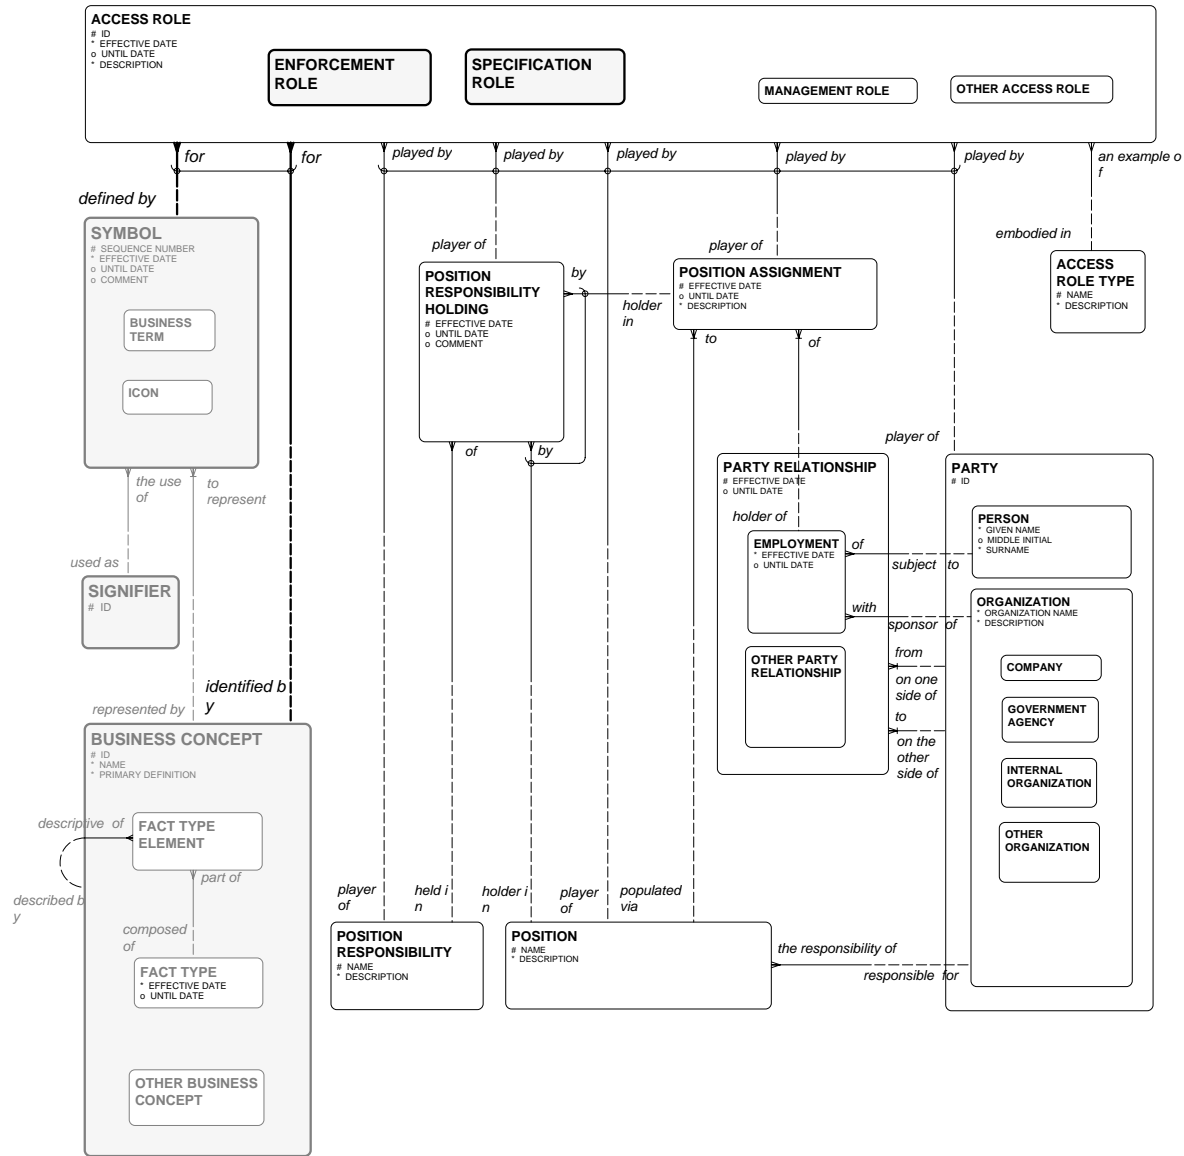 ACCESS ROLE
# ID
* EFFECTIVE DATE
o UNTIL DATE
* DESCRIPTION
ENFORCEMENT
ROLE
SPECIFICATION
ROLE
MANAGEMENT ROLE
OTHER ACCESS ROLE
for
for
played by
played by
played by
played by
played by
an example o
f
defined by
SYMBOL
# SEQUENCE NUMBER
* EFFECTIVE DATE
o UNTIL DATE
o COMMENT
BUSINESS
TERM
ICON
player of
POSITION
RESPONSIBILITY
HOLDING
# EFFECTIVE DATE
o UNTIL DATE
o COMMENT
by
holder
in
player of
POSITION ASSIGNMENT
# EFFECTIVE DATE
o UNTIL DATE
* DESCRIPTION
embodied in
ACCESS
ROLE TYPE
# NAME
* DESCRIPTION
to
of
of
by
the use
of
to
represent
used as
SIGNIFIER
# ID
player of
PARTY RELATIONSHIP
# EFFECTIVE DATE
o UNTIL DATE
holder of
EMPLOYMENT
* EFFECTIVE DATE
o UNTIL DATE
of
subject to
with
sponsor of
OTHER PARTY
RELATIONSHIP
from
on one
side of
to
on the
other
side of
PARTY
# ID
PERSON
* GIVEN NAME
o MIDDLE INITIAL
* SURNAME
ORGANIZATION
* ORGANIZATION NAME
* DESCRIPTION
COMPANY
GOVERNMENT
AGENCY
INTERNAL
ORGANIZATION
OTHER
ORGANIZATION
identified b
y
represented by
BUSINESS CONCEPT
# ID
* NAME
* PRIMARY DEFINITION
descriptive of
FACT TYPE
ELEMENT
described b
y
part of
composed
of
FACT TYPE
* EFFECTIVE DATE
o UNTIL DATE
OTHER BUSINESS
CONCEPT
player
of
held i
n
holder i
n
player
of
populated
via
POSITION
RESPONSIBILITY
# NAME
* DESCRIPTION
POSITION
# NAME
* DESCRIPTION
the responsibility of
responsible for